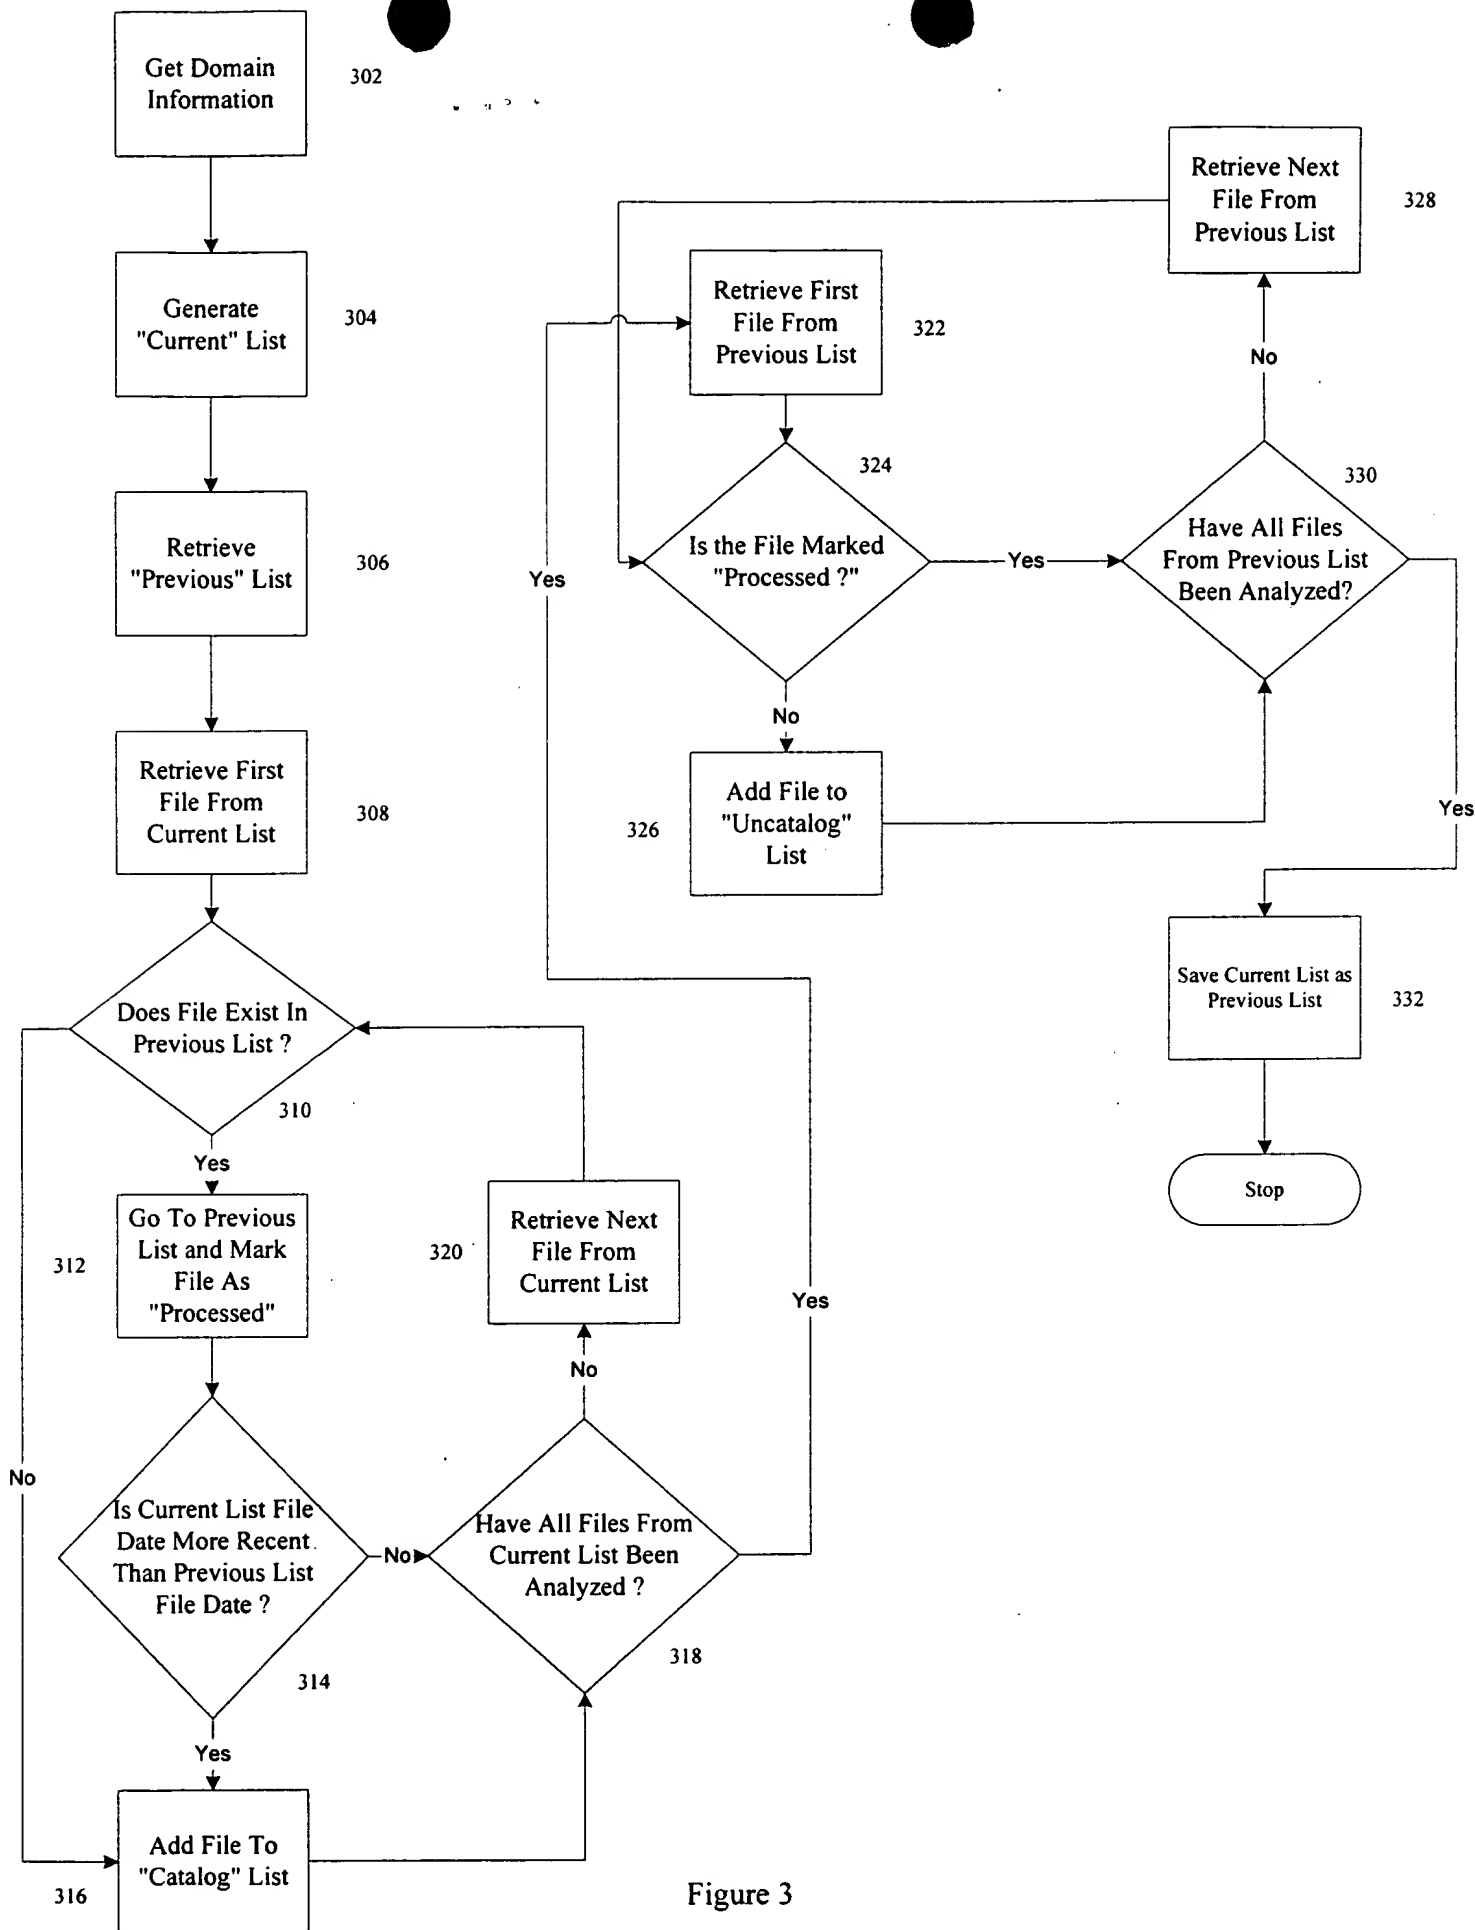 Get Domain
Information
302
Generate
"Current" List
304
Retrieve
"Previous" List
306
Retrieve First
File From
Current List
308
Does File Exist In
Previous List ?
310
Yes
No
Go To Previous
List and Mark
File As
"Processed"
312
Is Current List File
Date More Recent
Than Previous List
File Date ?
314
No
Yes
Add File To
"Catalog" List
316
Have All Files From
Current List Been
Analyzed ?
318
No
Retrieve Next
File From
Current List
320
Yes
Yes
Retrieve First
File From
Previous List
322
Is the File Marked
"Processed ?"
324
Yes
No
Add File to
"Uncatalog"
List
326
Have All Files
From Previous List
Been Analyzed?
330
No
Retrieve Next
File From
Previous List
328
Yes
Save Current List as
Previous List
332
Stop
Figure 3